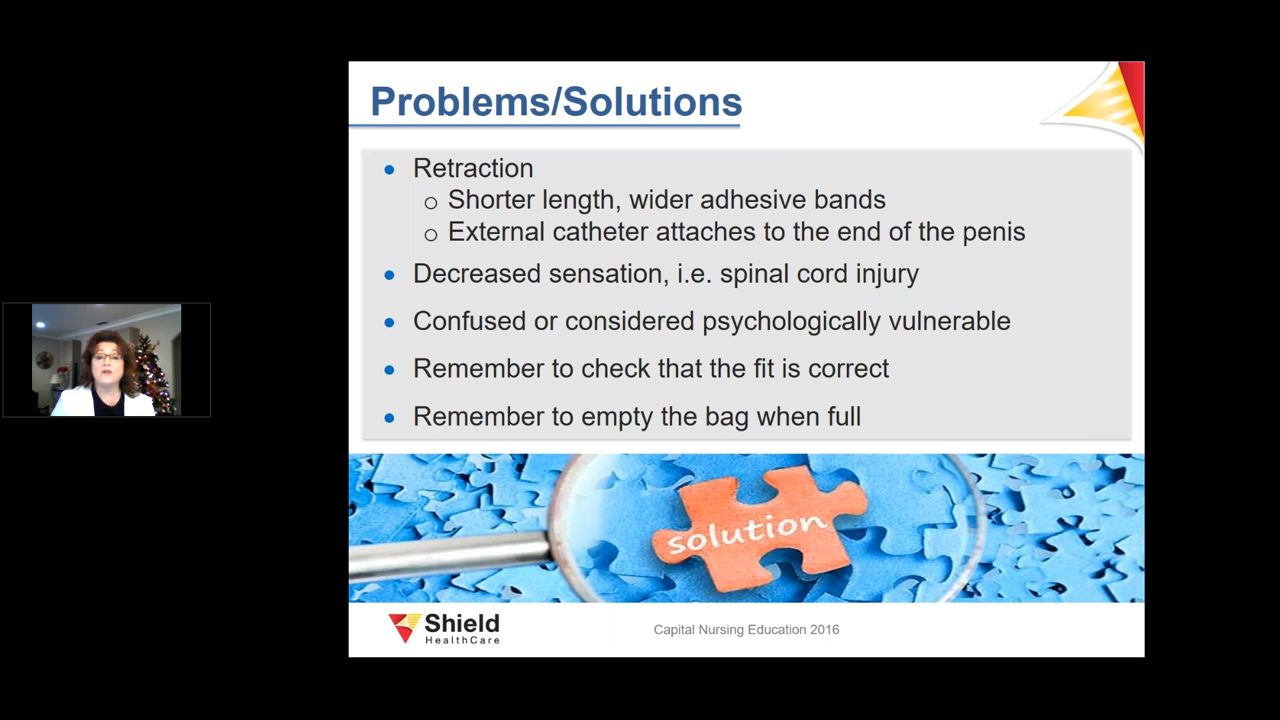 Problems/Solutions
Retraction
Shorter length, wider adhesive bands
External catheter attaches to the end of the penis
Decreased sensation, i.e. spinal cord injury
Confused or considered psychologically vulnerable
Remember to check that the fit is correct
Remember to empty the bag when full
solution
Shield
HealthCare
Capital Nursing Education 2016